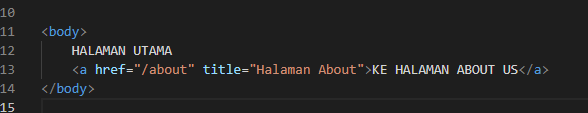 10
11 <body>
12 HALAMAN UTAMA
13 <a href="/about" title="Halaman About">KE HALAMAN ABOUT US</a>
14 </body>
15